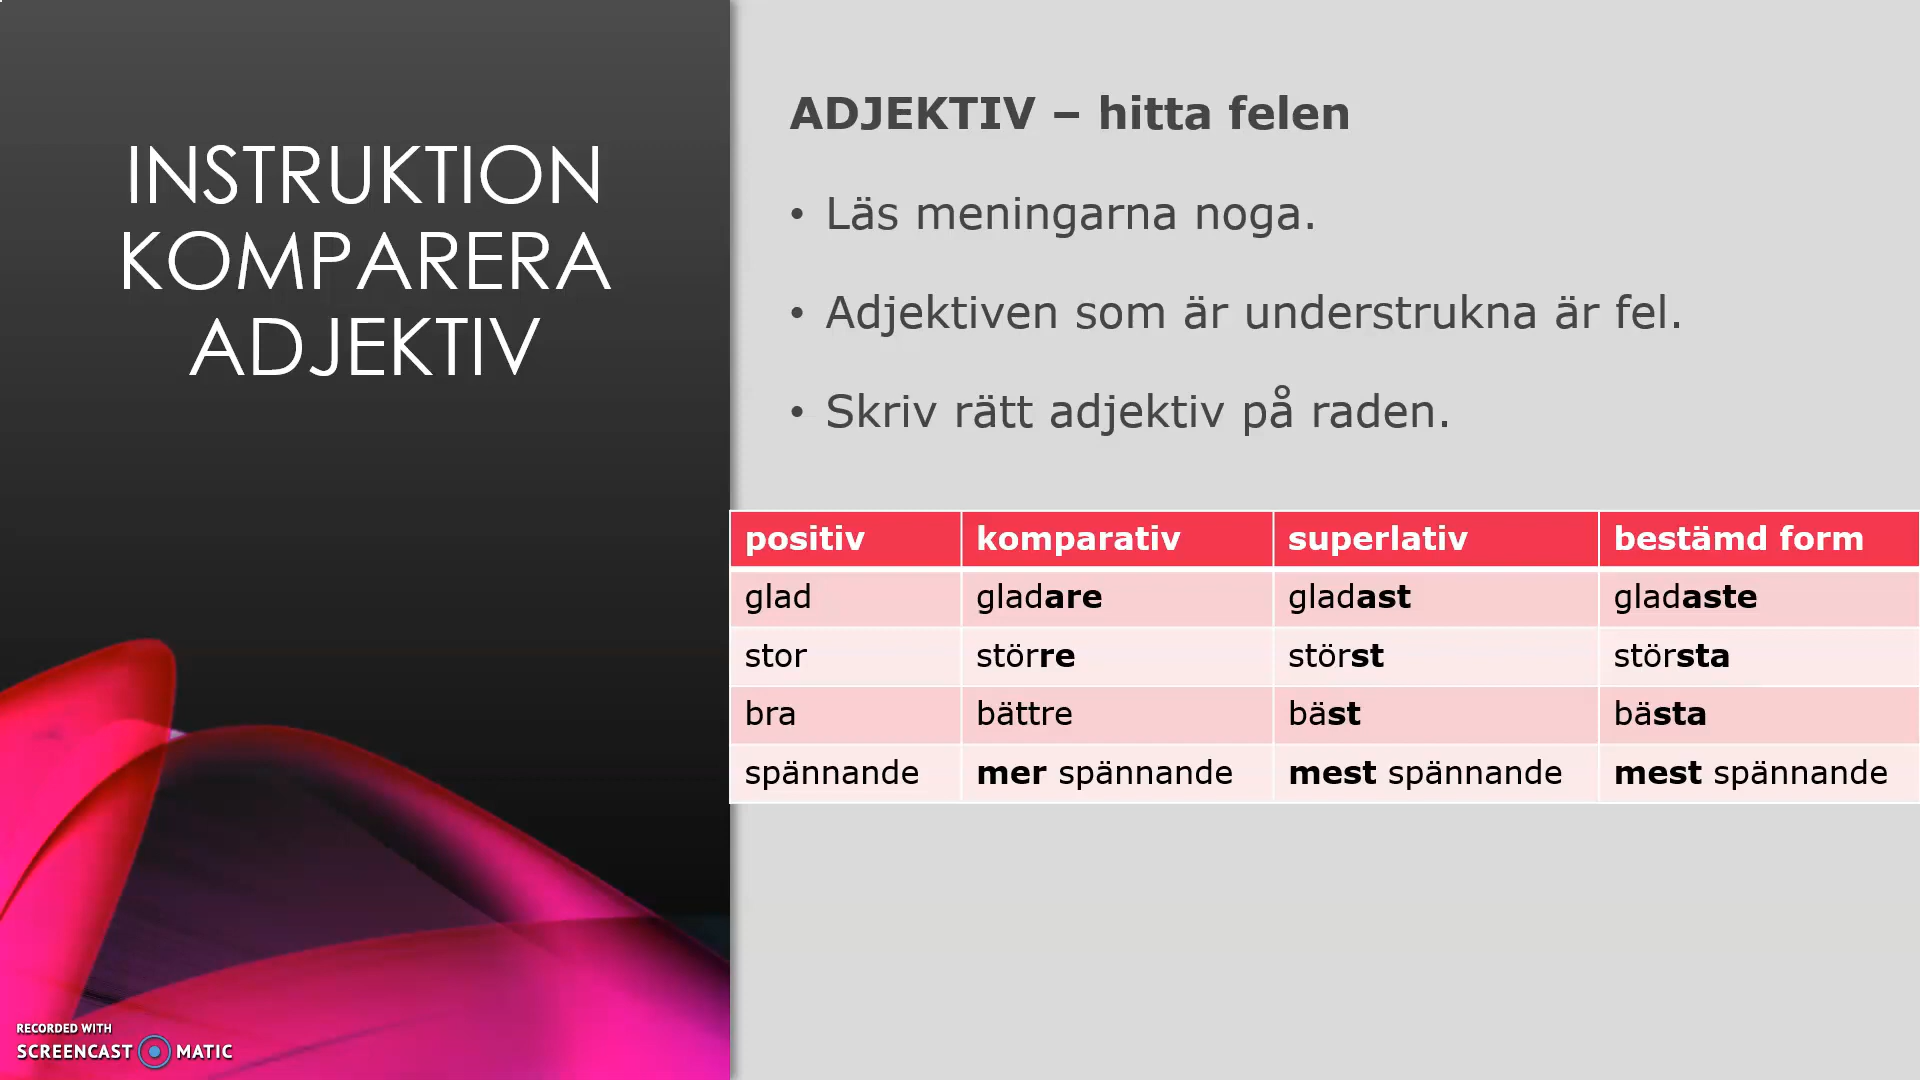 INSTRUKTION
KOMPARERA
ADJEKTIV
ADJEKTIV – hitta felen
• Läs meningarna noga.
• Adjektiven som är understrukna är fel.
• Skriv rätt adjektiv på raden.
positiv komparativ superlativ bestämd form
glad gladare gladast gladaste
stor större störst största
bra bättre bäst bästa
spännande mer spännande mest spännande mest spännande
RECORDED WITH
SCREENCAST MATIC